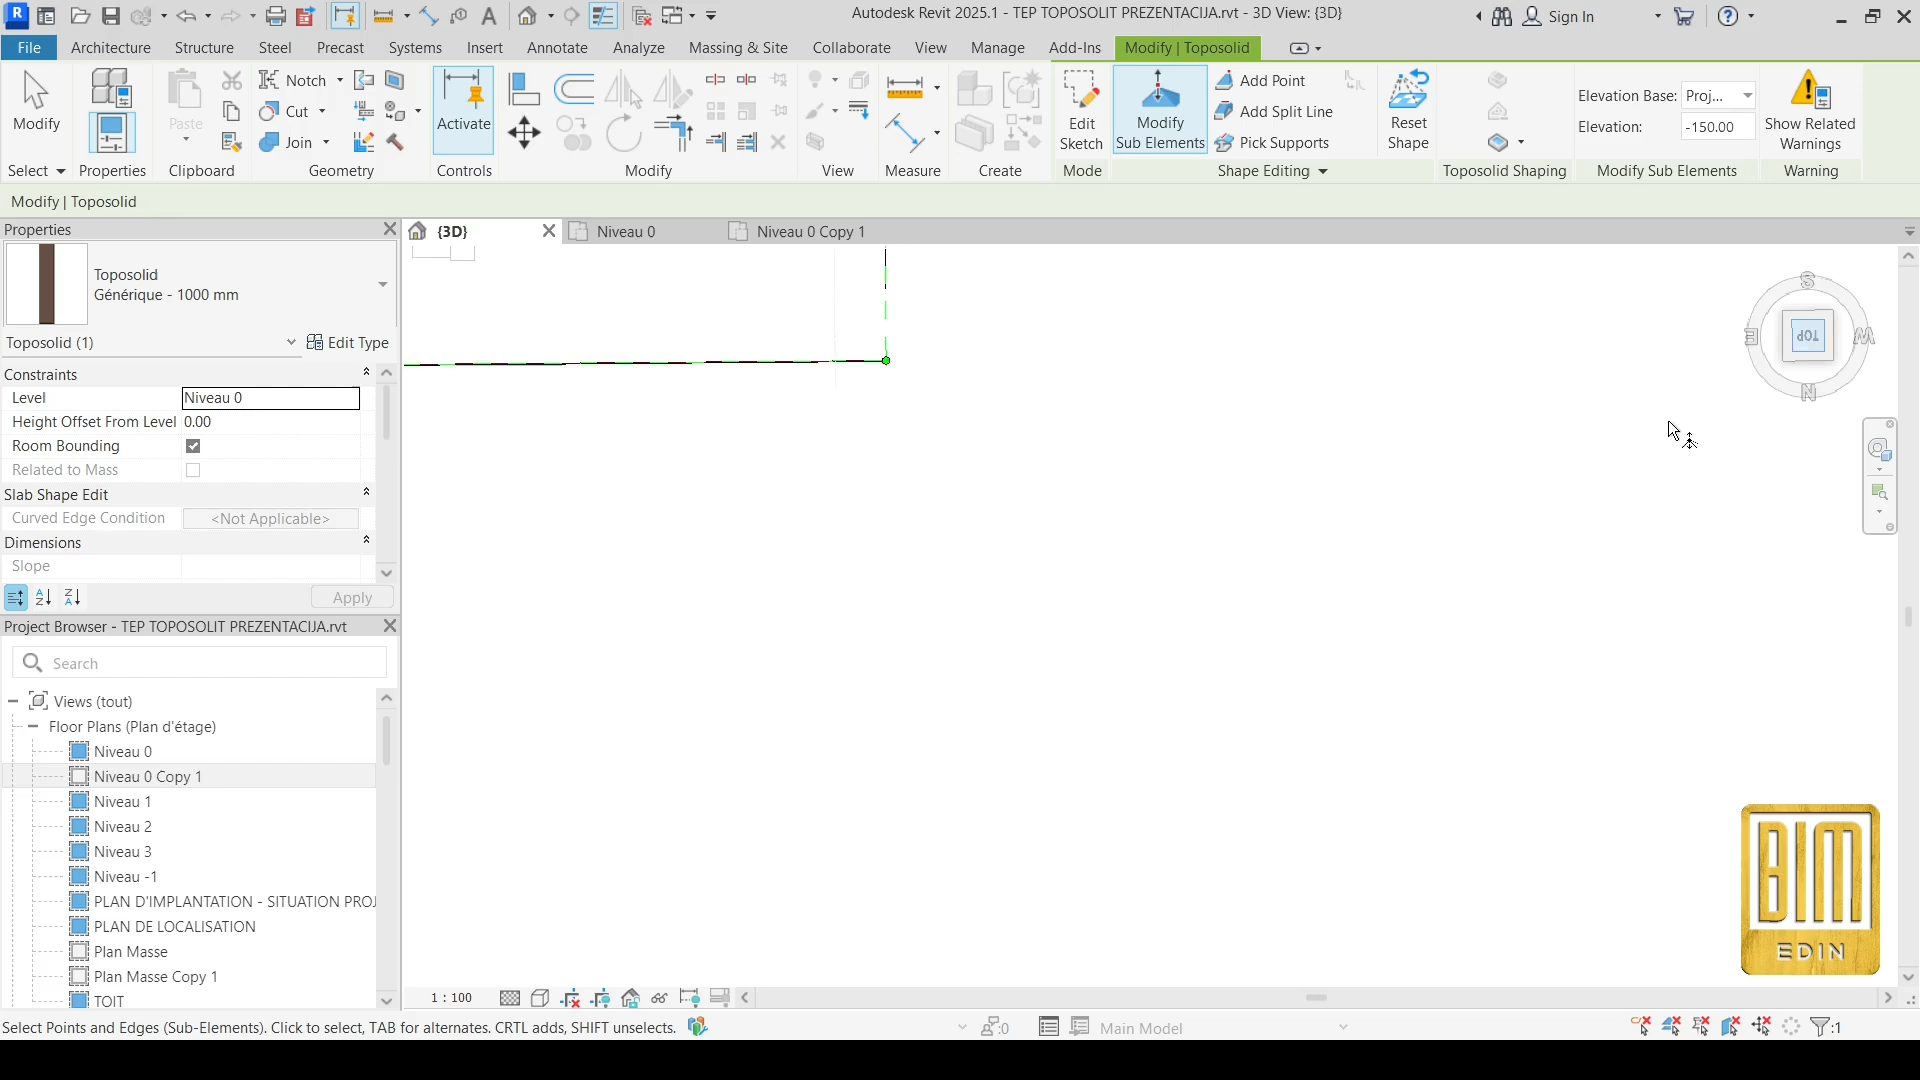 Autodesk Revit 2025.1 - TEP TOPOSOLIT PREZENTACIJA.rvt - 3D View: {3D}
Sign In
File Architecture Structure Steel Precast Systems Insert Annotate Analyze Massing & Site Collaborate View Manage Add-Ins Modify | Toposolid
Modify
Paste
Notch
Cut
Join
Activate
Edit Sketch
Modify Sub Elements
Add Point
Add Split Line
Pick Supports
Reset Shape
Elevation Base: Proj...
Elevation: -150.00
Show Related Warnings
Select Properties Clipboard Geometry Controls Modify View Measure Create Mode Shape Editing Toposolid Shaping Modify Sub Elements Warning
Modify | Toposolid
Properties
{3D} Niveau 0 Niveau 0 Copy 1
Toposolid
Générique - 1000 mm
Toposolid (1) Edit Type
Constraints
Level Niveau 0
Height Offset From Level 0.00
Room Bounding
Related to Mass
Slab Shape Edit
Curved Edge Condition <Not Applicable>
Dimensions
Slope
Apply
Project Browser - TEP TOPOSOLIT PREZENTACIJA.rvt
Search
Views (tout)
Floor Plans (Plan d'étage)
Niveau 0
Niveau 0 Copy 1
Niveau 1
Niveau 2
Niveau 3
Niveau -1
PLAN D'IMPLANTATION - SITUATION PROJ
PLAN DE LOCALISATION
Plan Masse
Plan Masse Copy 1
TOIT
S
E
TOP
W
N
BIM
EDIN
1 : 100
Select Points and Edges (Sub-Elements). Click to select, TAB for alternates. CRTL adds, SHIFT unselects.
:0
Main Model
:1